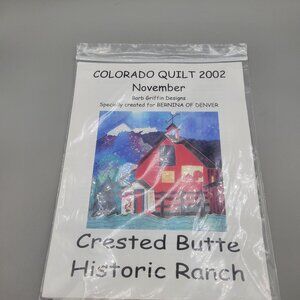 COLORADO QUILT 2002
November
Barb Griffin Designs
Specially created for BERNINA OF DENVER
Crested Butte
Historic Ranch